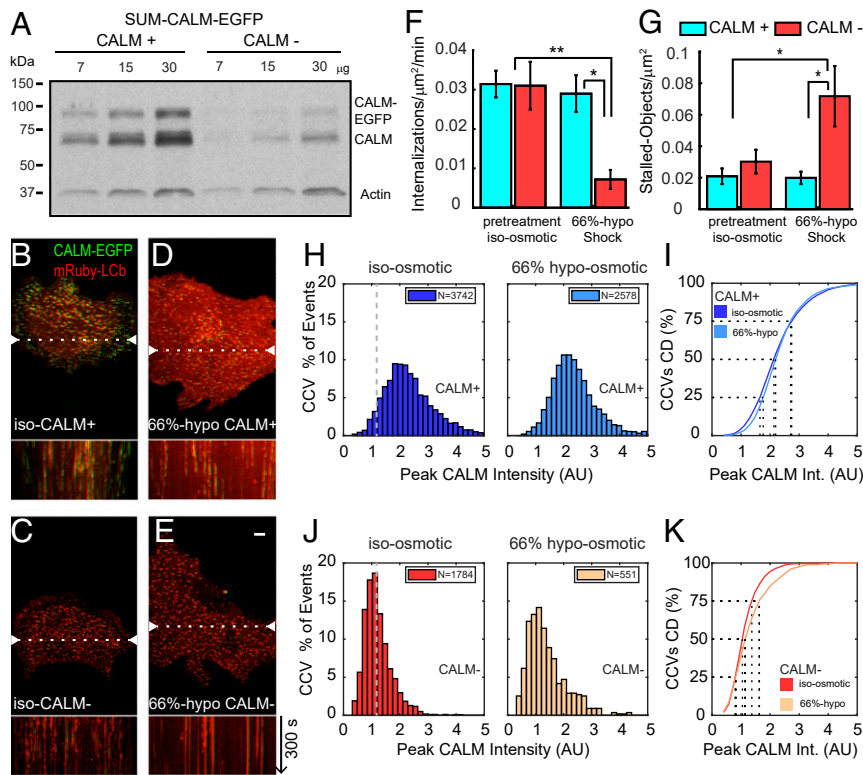 A
SUM-CALM-EGFP
CALM +
CALM -
kDa
7 15 30 7 15 30 μg
150
100
75
50
37
CALM-
EGFP
CALM
Actin
B
CALM-EGFP
mRuby-LCb
iso-CALM+
D
66%-hypo CALM+
C
iso-CALM-
E
66%-hypo CALM-
300 s
F
Internalizations/μm²/min
0.04
0.03
0.02
0.01
0
**
*
pretreatment
iso-osmotic
66%-hypo
Shock
G
CALM + CALM -
Stalled-Objects/μm²
0.1
0.08
0.06
0.04
0.02
0
*
*
pretreatment
iso-osmotic
66%-hypo
Shock
H
iso-osmotic
66% hypo-osmotic
CCV % of Events
20
15
10
5
0
N=3742
CALM+
N=2578
CALM+
0 1 2 3 4 5
0 1 2 3 4 5
Peak CALM Intensity (AU)
I
CCVs CD (%)
100
75
50
25
0
CALM+
iso-osmotic
66%-hypo
0 2 4
Peak CALM Int. (AU)
J
iso-osmotic
66% hypo-osmotic
CCV % of Events
20
15
10
5
0
N=1784
CALM-
N=551
CALM-
0 1 2 3 4 5
0 1 2 3 4 5
Peak CALM Intensity (AU)
K
CCVs CD (%)
100
75
50
25
0
CALM-
iso-osmotic
66%-hypo
0 2 4
Peak CALM Int. (AU)